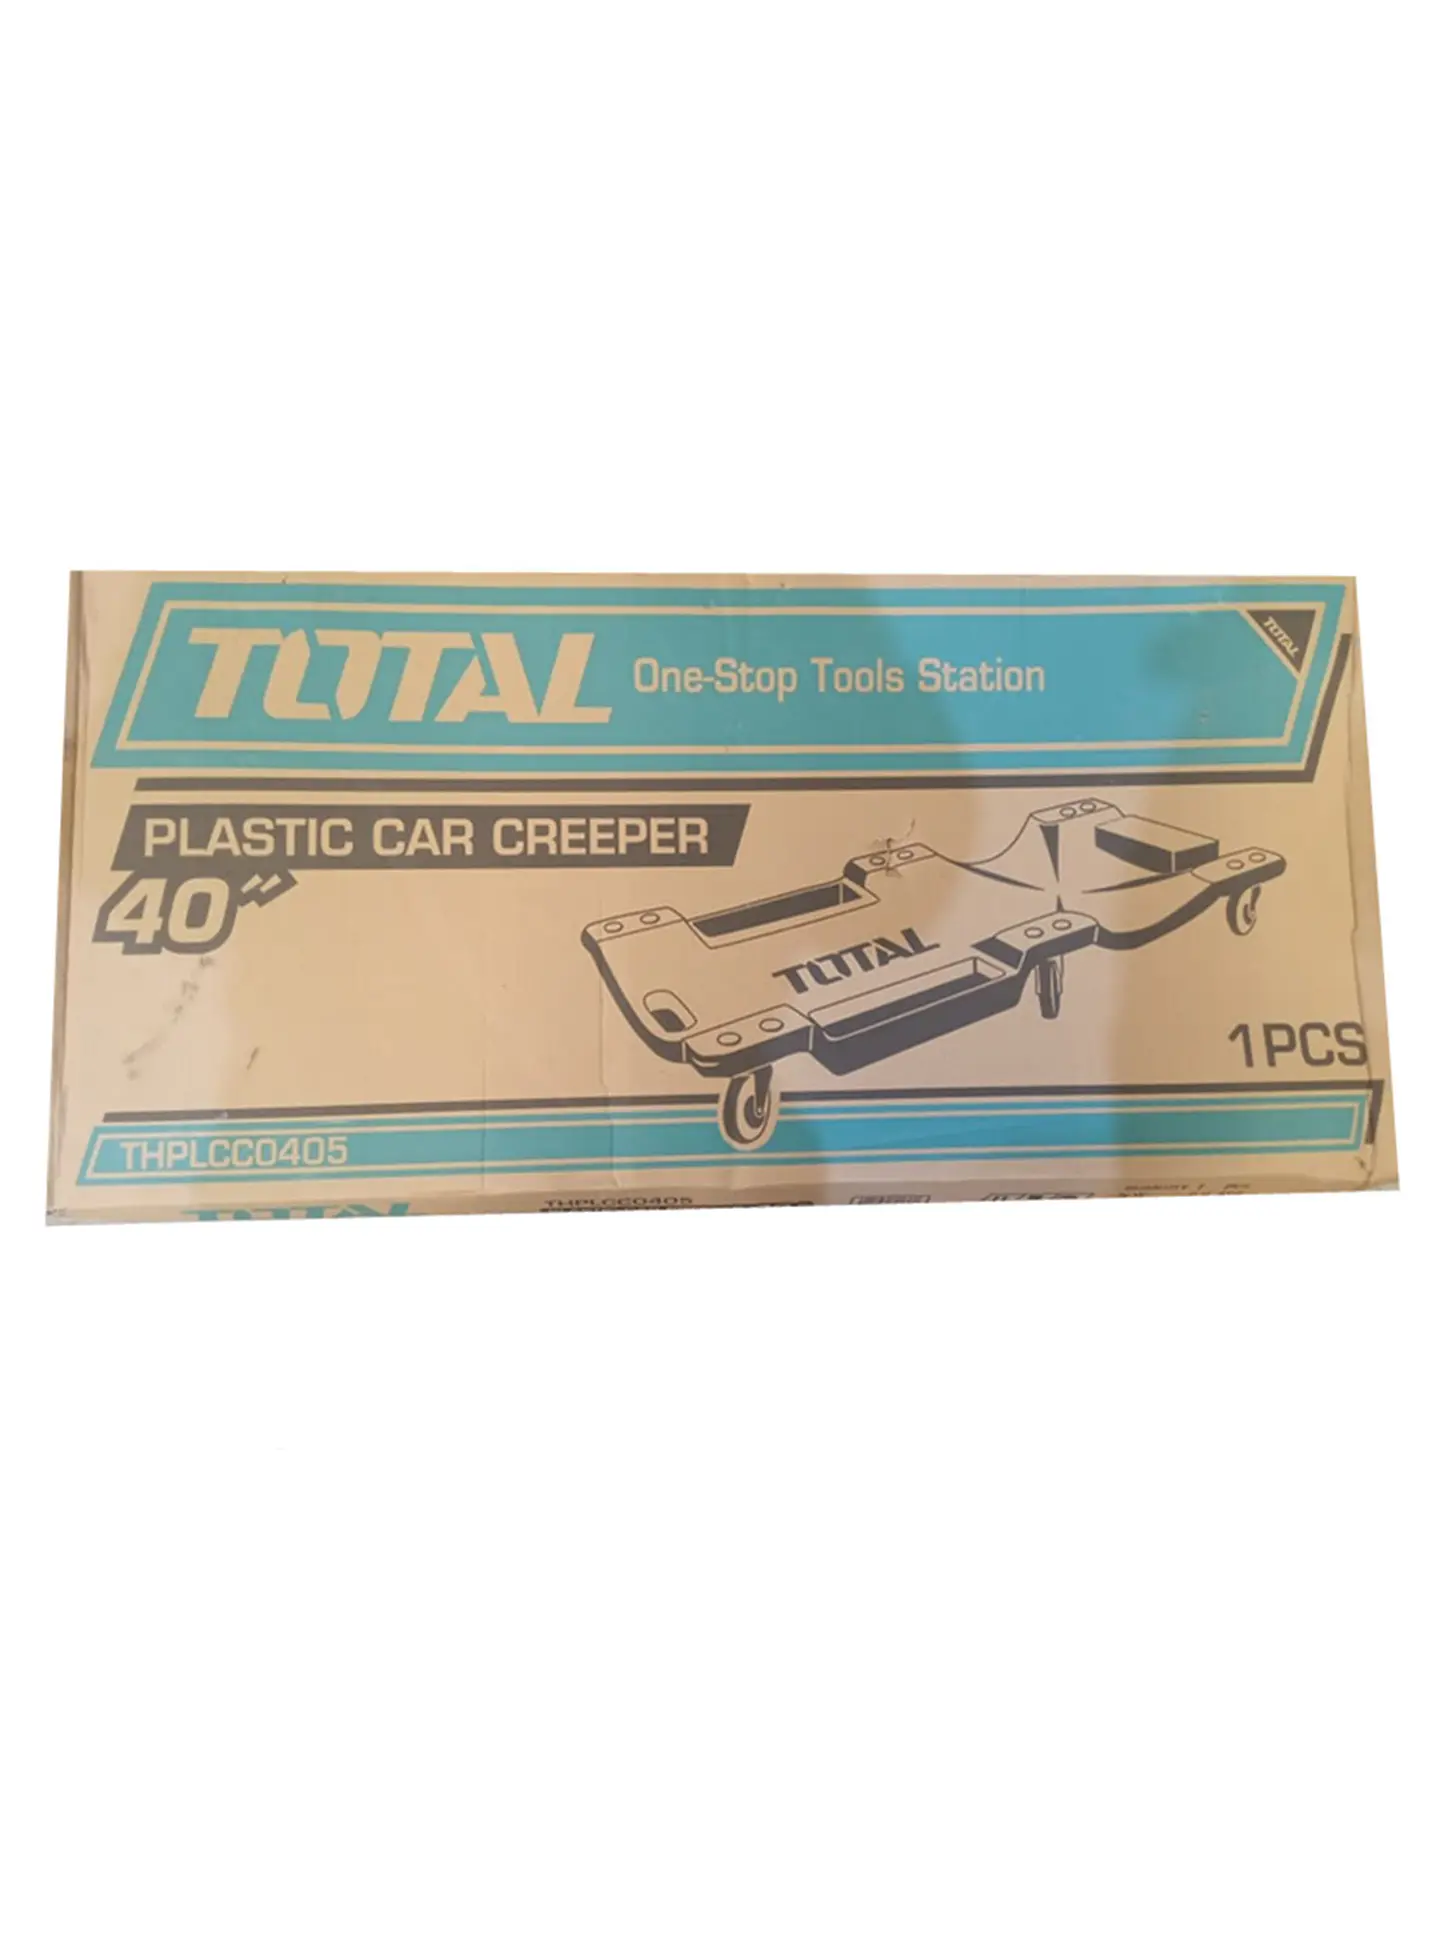 TOTAL One-Stop Tools Station
TOTAL
PLASTIC CAR CREEPER
40"
TOTAL
1PCS
THPLCC0405
TOTAL
THPLCC0405